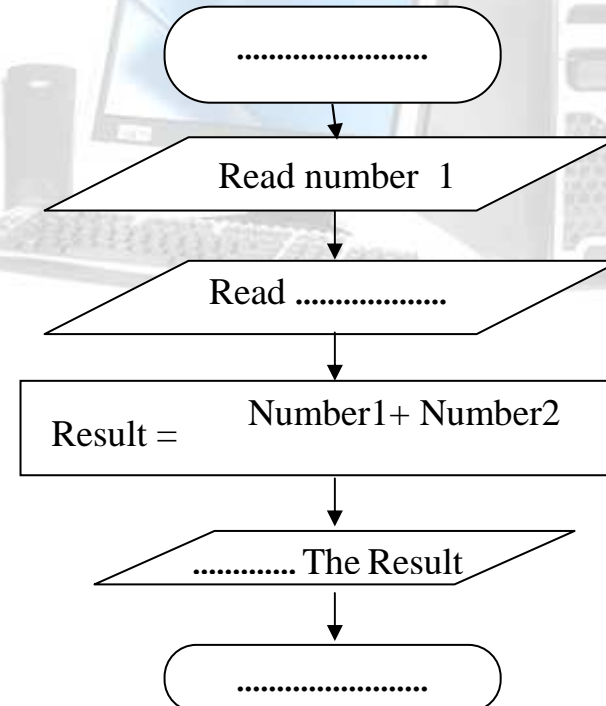 ........................
Read number 1
Read ...................
Result = Number1+ Number2
............. The Result
........................